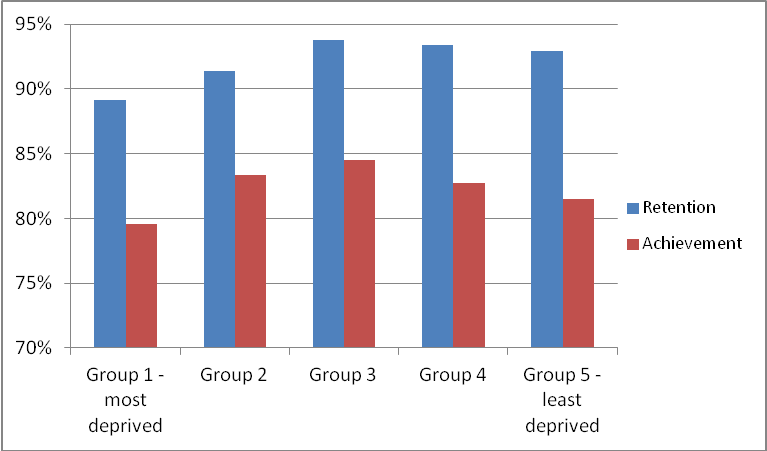 95%
90%
85%
80%
75%
70%
Group 1 -
most
deprived
Group 2
Group 3
Group 4
Group 5 -
least
deprived
Retention
Achievement